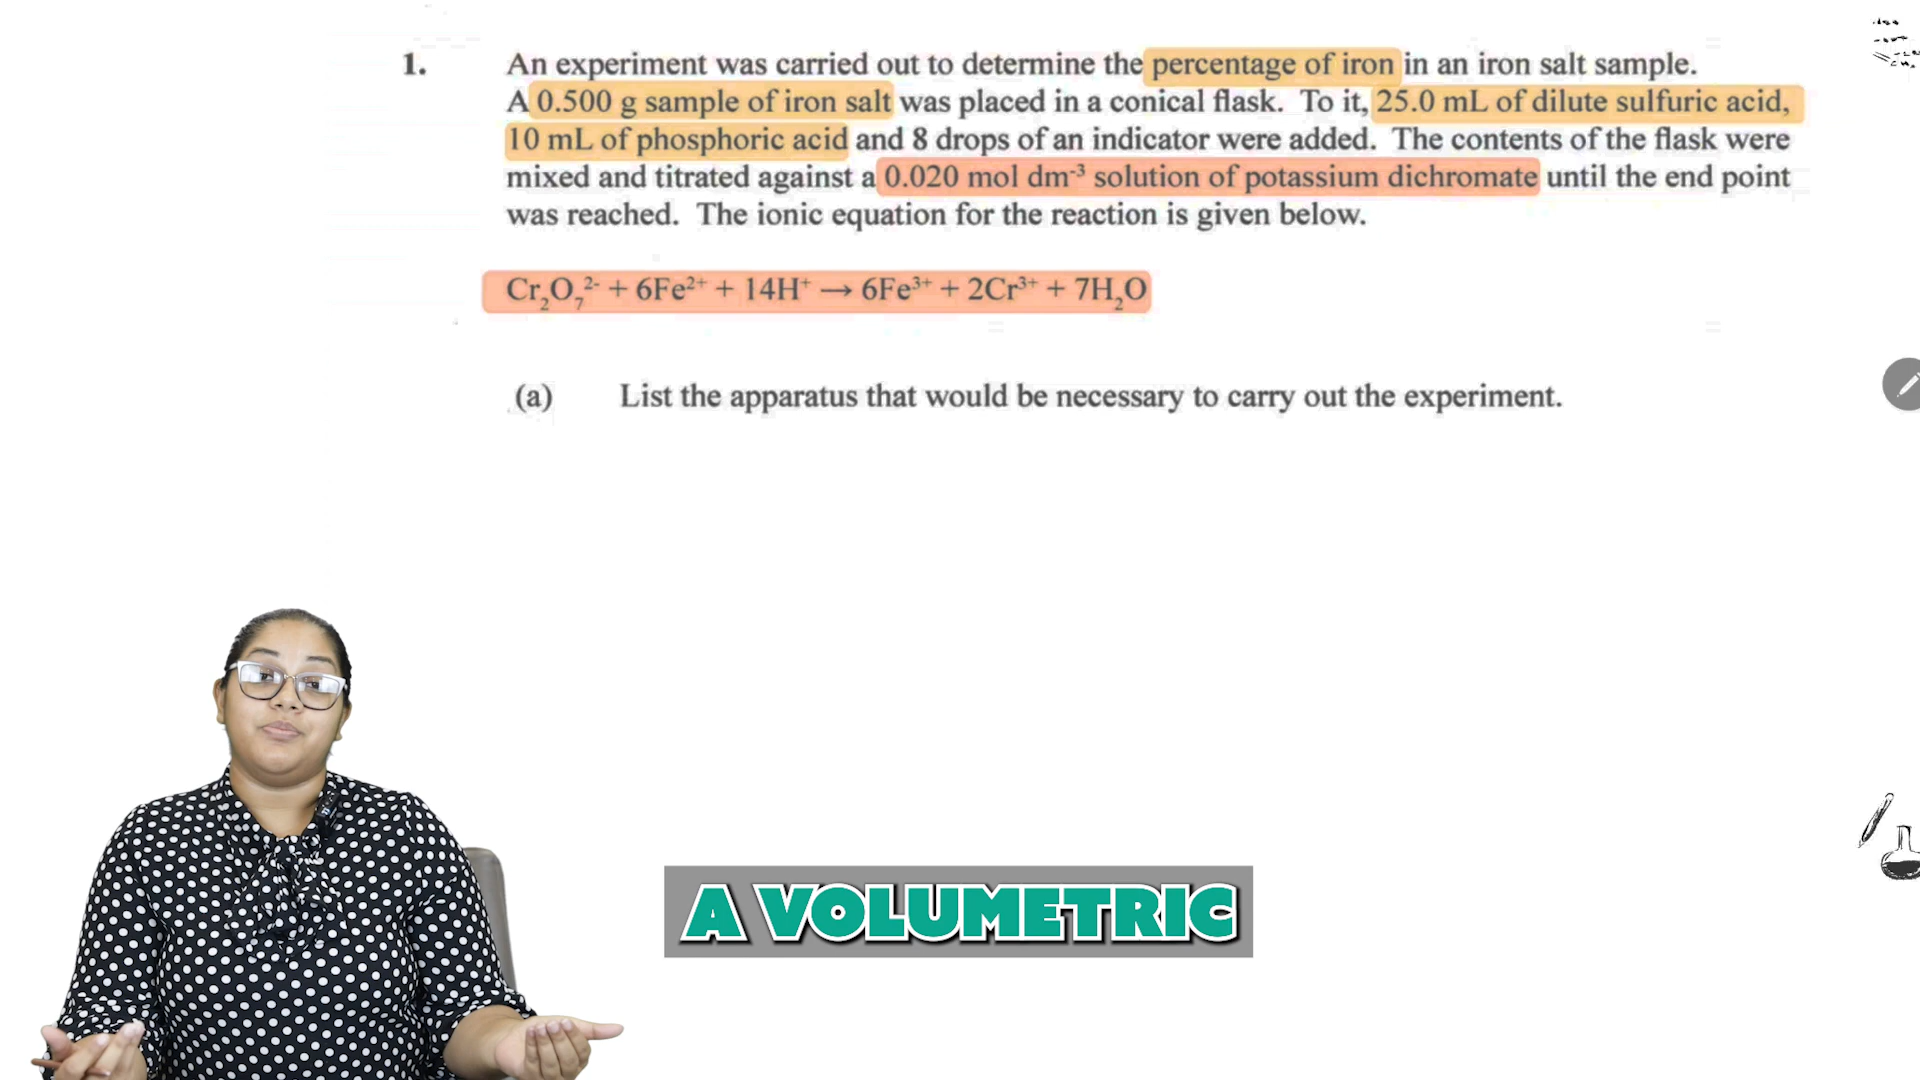 1. An experiment was carried out to determine the percentage of iron in an iron salt sample.
A 0.500 g sample of iron salt was placed in a conical flask. To it, 25.0 mL of dilute sulfuric acid,
10 mL of phosphoric acid and 8 drops of an indicator were added. The contents of the flask were
mixed and titrated against a 0.020 mol dm⁻³ solution of potassium dichromate until the end point
was reached. The ionic equation for the reaction is given below.
Cr₂O₇²⁻ + 6Fe²⁺ + 14H⁺ → 6Fe³⁺ + 2Cr³⁺ + 7H₂O
(a) List the apparatus that would be necessary to carry out the experiment.
A VOLUMETRIC